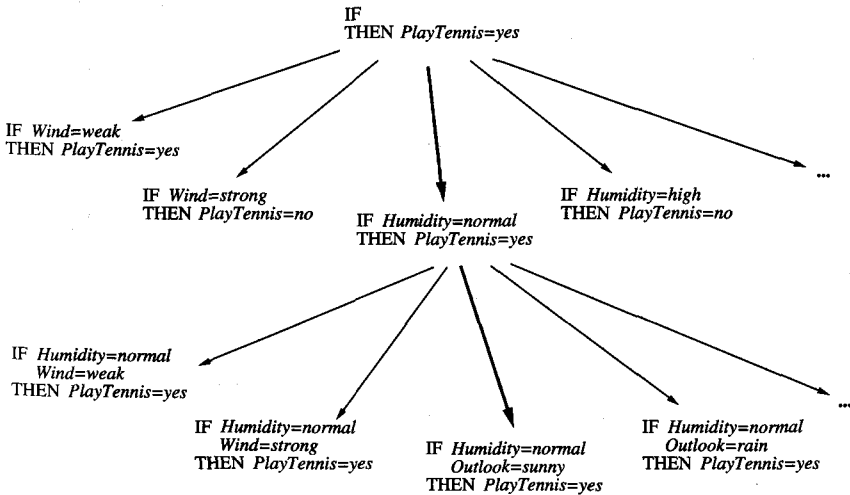 IF
THEN PlayTennis=yes
IF Wind=weak
THEN PlayTennis=yes
IF Wind=strong
THEN PlayTennis=no
IF Humidity=normal
THEN PlayTennis=yes
IF Humidity=high
THEN PlayTennis=no
...
IF Humidity=normal
Wind=weak
THEN PlayTennis=yes
IF Humidity=normal
Wind=strong
THEN PlayTennis=yes
IF Humidity=normal
Outlook=sunny
THEN PlayTennis=yes
IF Humidity=normal
Outlook=rain
THEN PlayTennis=yes
...